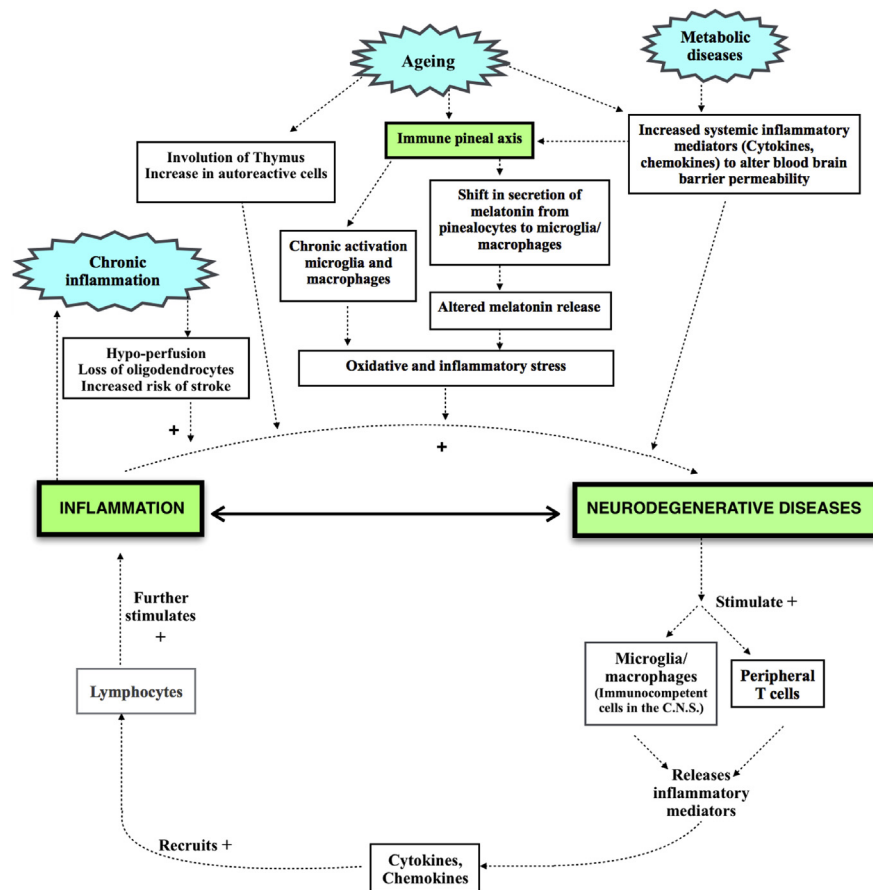 Metabolic
diseases
Ageing
Immune pineal axis
Increased systemic inflammatory
mediators (Cytokines,
chemokines) to alter blood brain
barrier permeability
Involution of Thymus
Increase in autoreactive cells
Shift in secretion of
melatonin from
pinealocytes to microglia/
macrophages
Chronic activation
microglia and
macrophages
Chronic
inflammation
Altered melatonin release
Hypo-perfusion
Loss of oligodendrocytes
Increased risk of stroke
Oxidative and inflammatory stress
+
+
INFLAMMATION
NEURODEGENERATIVE DISEASES
Further
stimulates
+
Stimulate +
Lymphocytes
Microglia/
macrophages
(Immunocompetent
cells in the C.N.S.)
Peripheral
T cells
Releases
inflammatory
mediators
Recruits +
Cytokines,
Chemokines